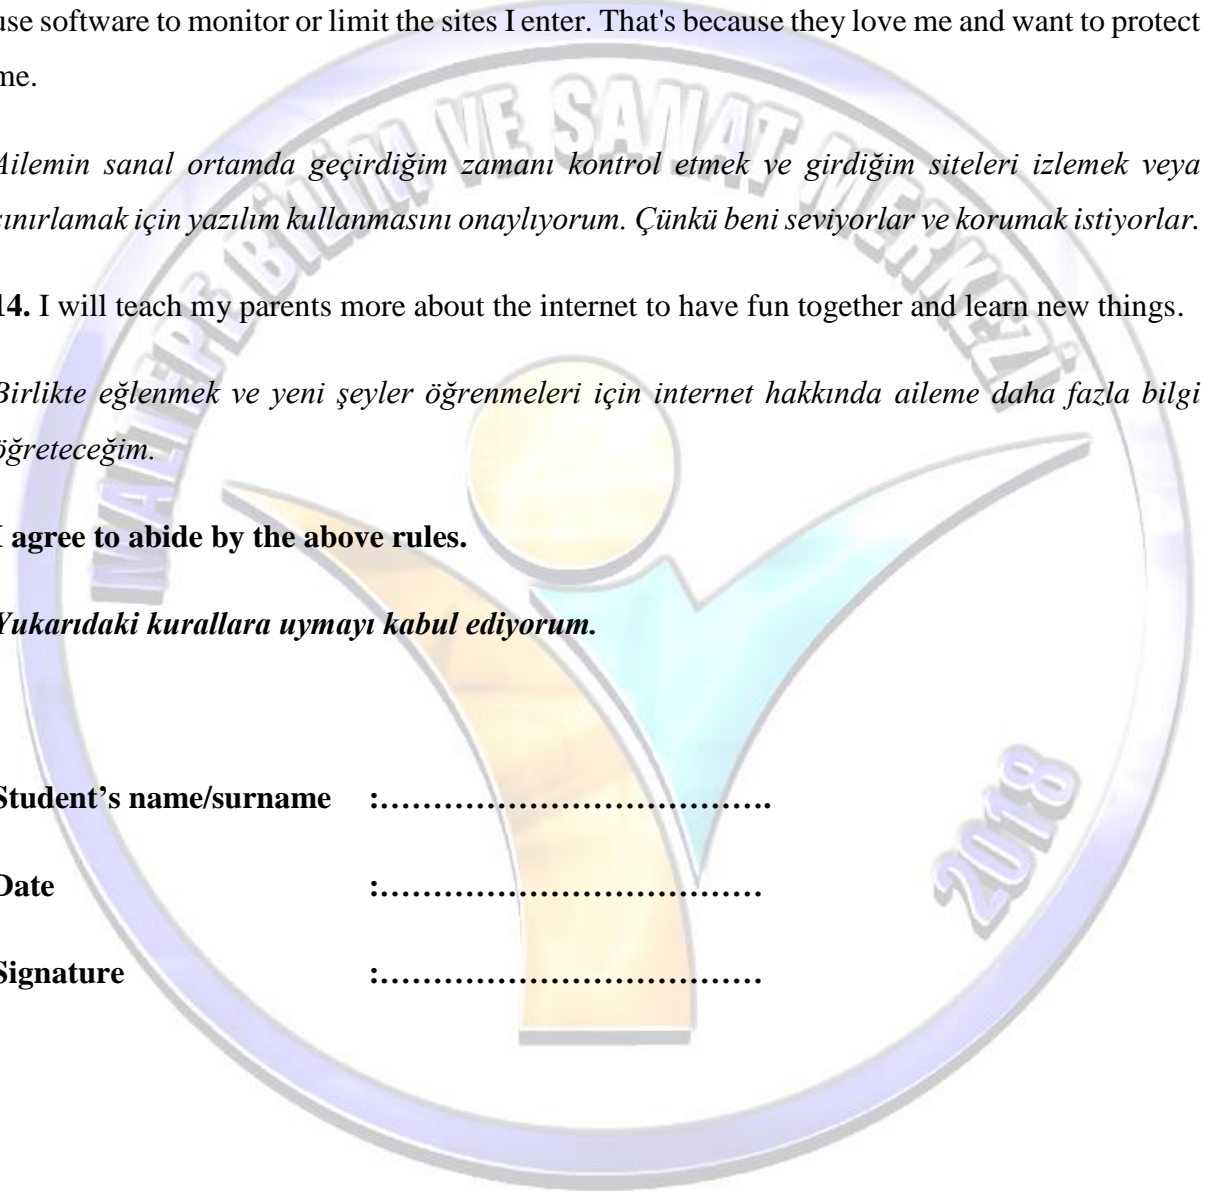 use software to monitor or limit the sites I enter. That's because they love me and want to protect
me.
Ailemin sanal ortamda geçirdiğim zamanı kontrol etmek ve girdiğim siteleri izlemek veya
sınırlamak için yazılım kullanmasını onaylıyorum. Çünkü beni seviyorlar ve korumak istiyorlar.
14. I will teach my parents more about the internet to have fun together and learn new things.
Birlikte eğlenmek ve yeni şeyler öğrenmeleri için internet hakkında aileme daha fazla bilgi
öğreteceğim.
I agree to abide by the above rules.
Yukarıdaki kurallara uymayı kabul ediyorum.
Student’s name/surname :……………………………….
Date :………………………………
Signature :………………………………
MALTEPE BİLİM VE SANAT MERKEZİ
2018